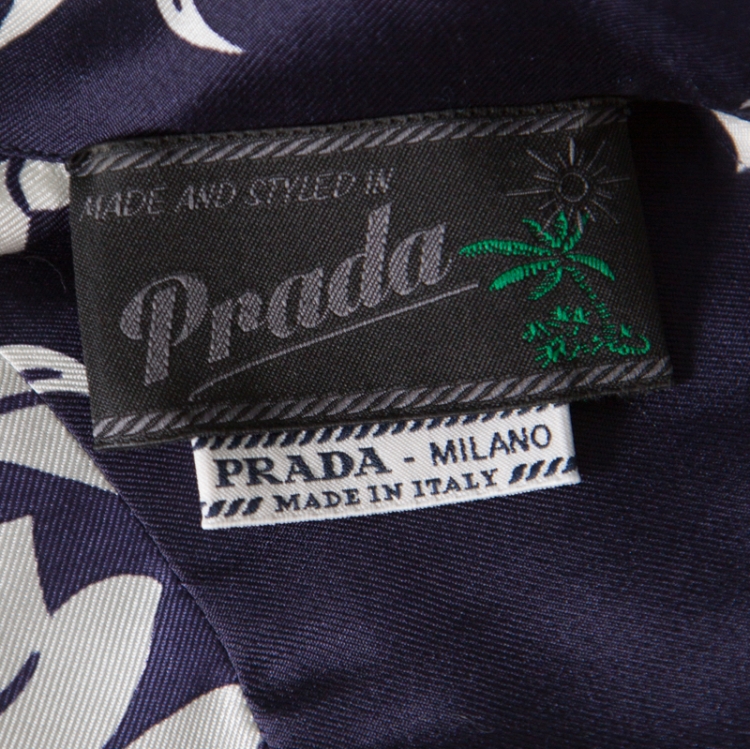 MADE AND STYLED IN
Prada
PRADA - MILANO
MADE IN ITALY